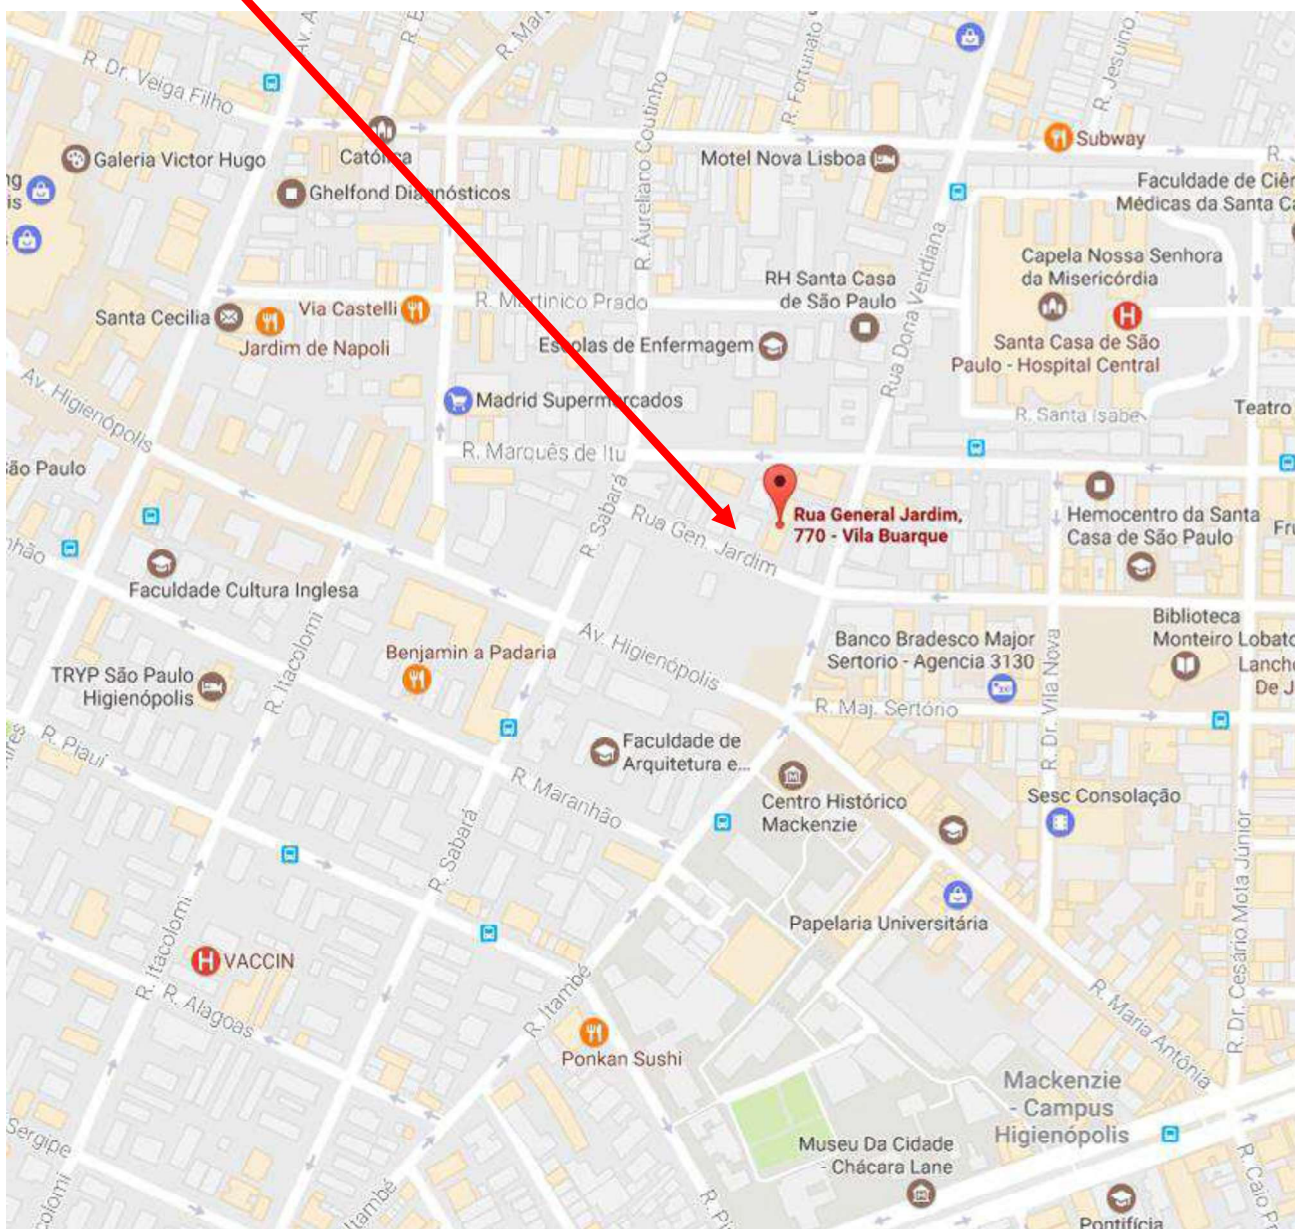 R. Dr. Veiga Filho
Galeria Victor Hugo
Católica
Ghelfond Diagnósticos
R. Aureliano Coutinho
R. Fortunato
R. Jesuíno
Motel Nova Lisboa
Subway
Faculdade de Ciên
Médicas da Santa Ca
Capela Nossa Senhora
da Misericórdia
RH Santa Casa
de São Paulo
Rua Dona Veridiana
R. Martinico Prado
Santa Cecilia
Via Castelli
Jardim de Napoli
Escolas de Enfermagem
Santa Casa de São
Paulo - Hospital Central
Av. Higienópolis
Madrid Supermercados
R. Santa Isabel
Teatro
R. Marquês de Itu
São Paulo
R. Sabará
Rua Gen. Jardim
Rua General Jardim,
770 - Vila Buarque
Hemocentro da Santa
Casa de São Paulo
Faculdade Cultura Inglesa
R. Itacolomi
Benjamin a Padaria
Av. Higienópolis
Banco Bradesco Major
Sertorio - Agencia 3130
Biblioteca
Monteiro Lobato
Lanch
De J
TRYP São Paulo
Higienópolis
R. Maj. Sertório
R. Dr. Vila Nova
R. Piauí
Faculdade de
Arquitetura e...
R. Maranhão
Centro Histórico
Mackenzie
Sesc Consolação
R. Sabará
R. Dr. Cesário Mota Júnior
Papelaria Universitária
VACCIN
R. Itacolomi
R. Alagoas
R. Itambé
R. Maria Antônia
Ponkan Sushi
Mackenzie
- Campus
Higienópolis
Museu Da Cidade
- Chácara Lane
Sergipe
Itambé
Pontifícia